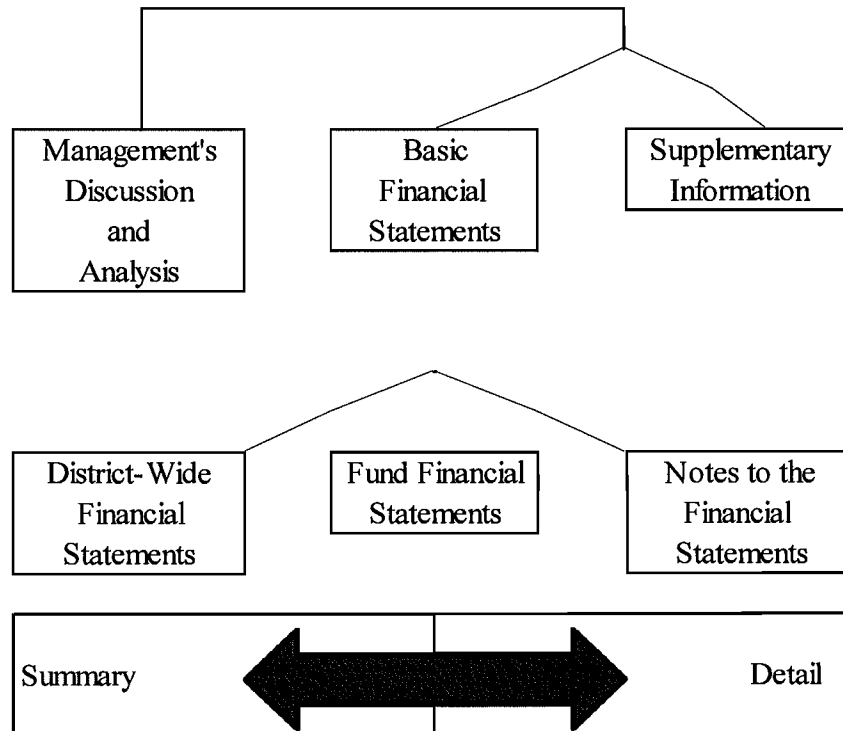 Management's
Discussion
and
Analysis
Basic
Financial
Statements
Supplementary
Information
District-Wide
Financial
Statements
Fund Financial
Statements
Notes to the
Financial
Statements
Summary
Detail